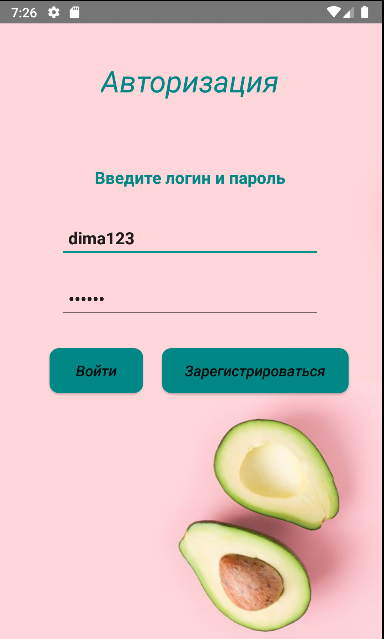 7:26
Авторизация
Введите логин и пароль
dima123
••••••
Войти
Зарегистрироваться